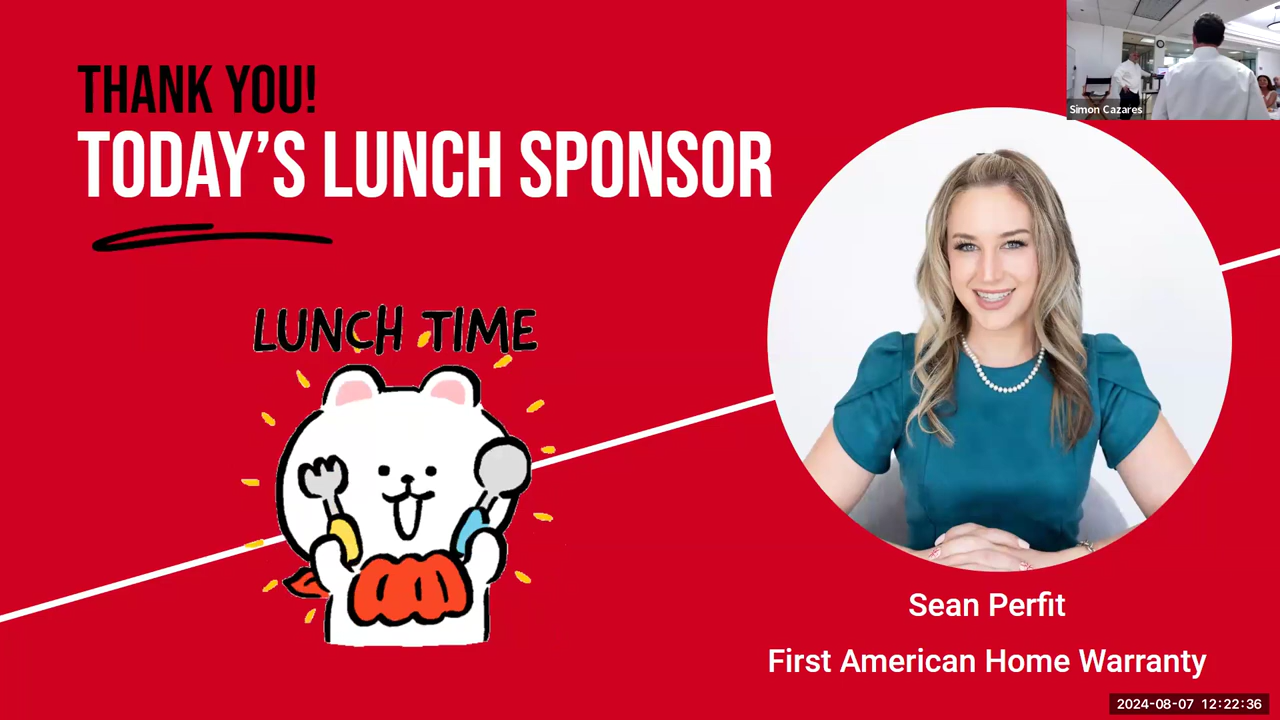 THANK YOU!
TODAY’S LUNCH SPONSOR
LUNCH TIME
Simon Cazares
Sean Perfit
First American Home Warranty
2024-08-07 12:22:36